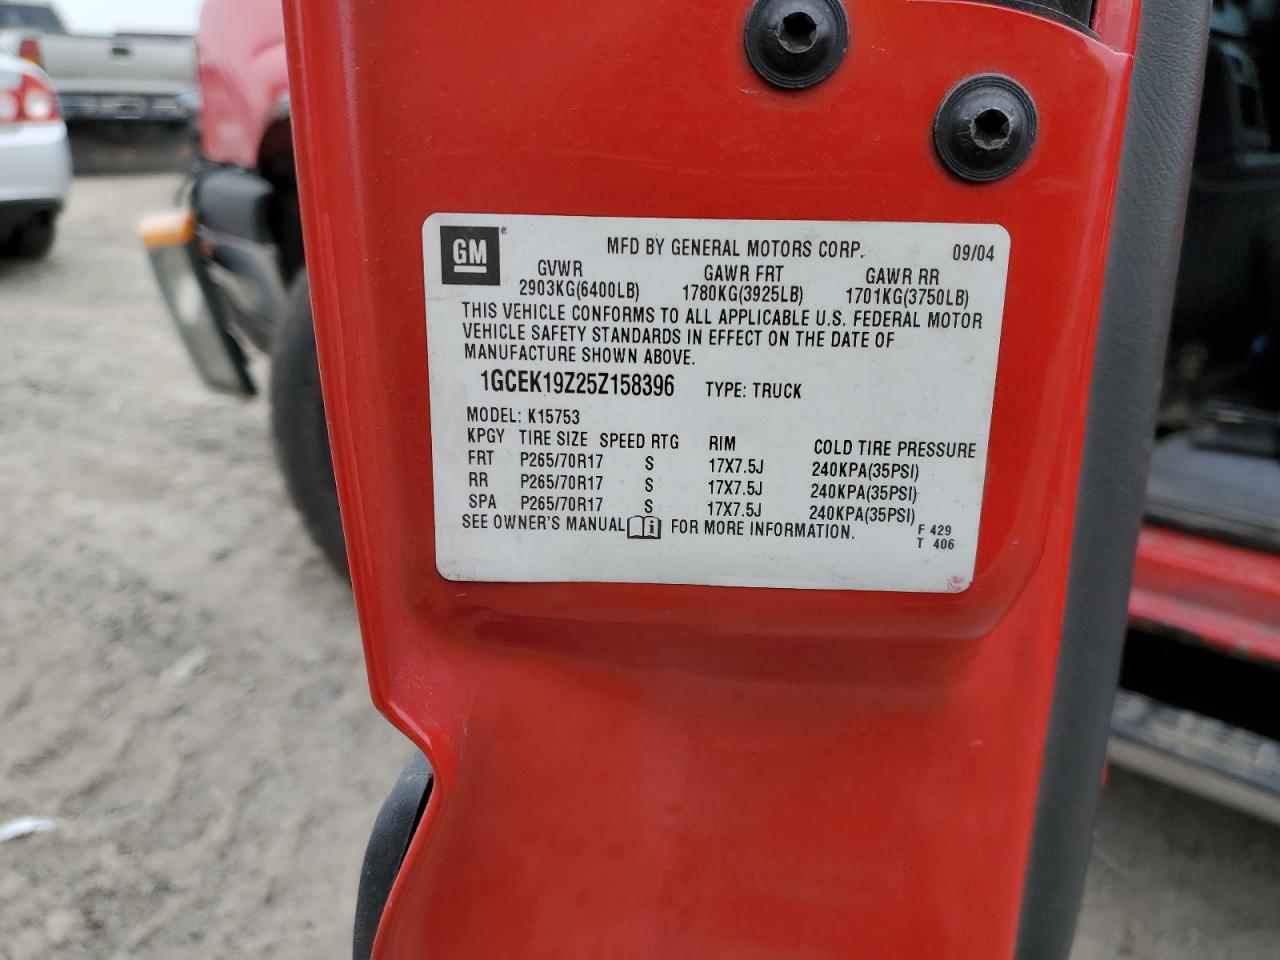 GM® MFD BY GENERAL MOTORS CORP. 09/04
GVWR GAWR FRT GAWR RR
2903KG(6400LB) 1780KG(3925LB) 1701KG(3750LB)
THIS VEHICLE CONFORMS TO ALL APPLICABLE U.S. FEDERAL MOTOR
VEHICLE SAFETY STANDARDS IN EFFECT ON THE DATE OF
MANUFACTURE SHOWN ABOVE.
1GCEK19Z25Z158396 TYPE: TRUCK
MODEL: K15753
KPGY TIRE SIZE SPEED RTG RIM COLD TIRE PRESSURE
FRT P265/70R17 S 17X7.5J 240KPA(35PSI)
RR P265/70R17 S 17X7.5J 240KPA(35PSI)
SPA P265/70R17 S 17X7.5J 240KPA(35PSI)
SEE OWNER'S MANUAL i FOR MORE INFORMATION.
F 429
T 406